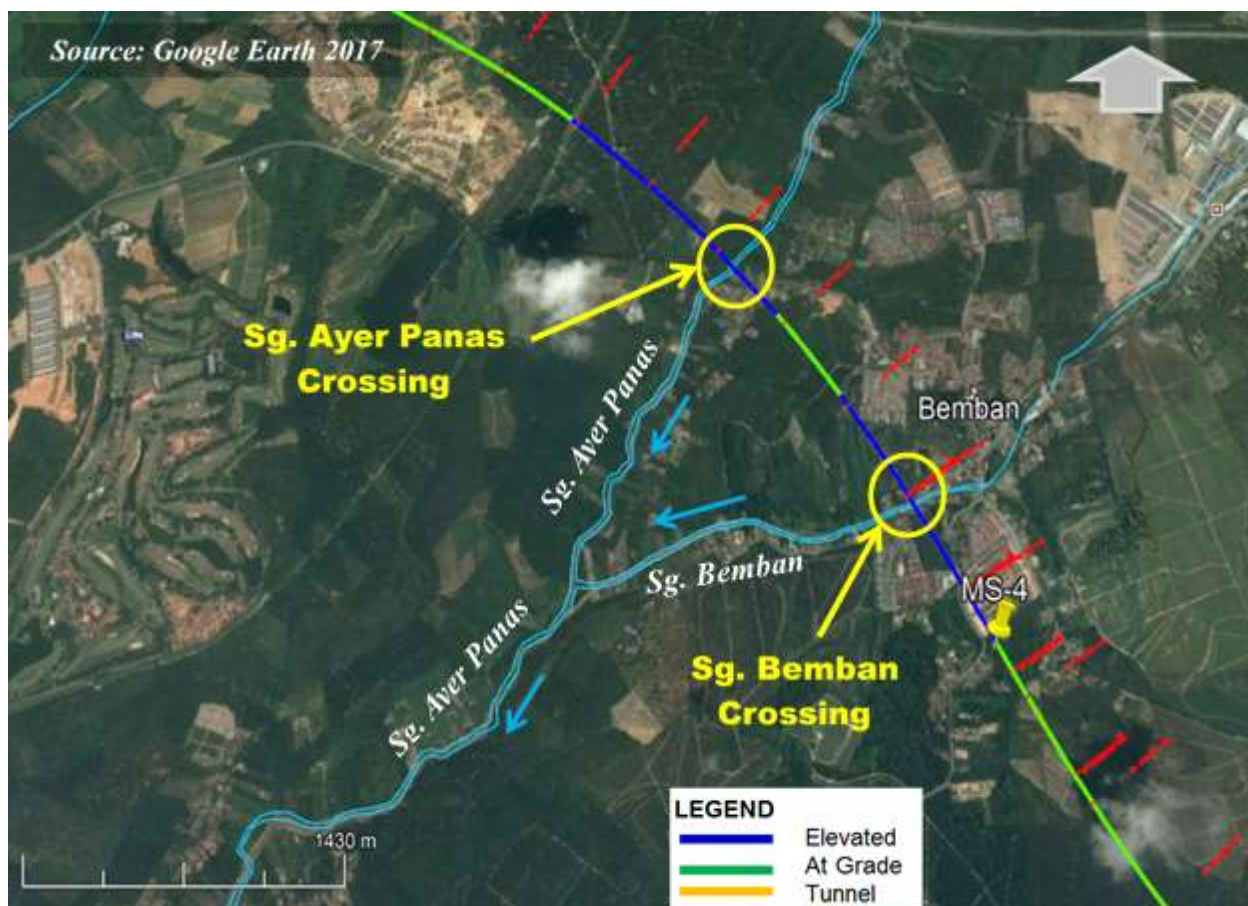 Source: Google Earth 2017
Sg. Ayer Panas
Crossing
Sg. Ayer Panas
Bemban
Sg. Bemban
MS-4
Sg. Ayer Panas
Sg. Bemban
Crossing
LEGEND
Elevated
At Grade
Tunnel
1430 m